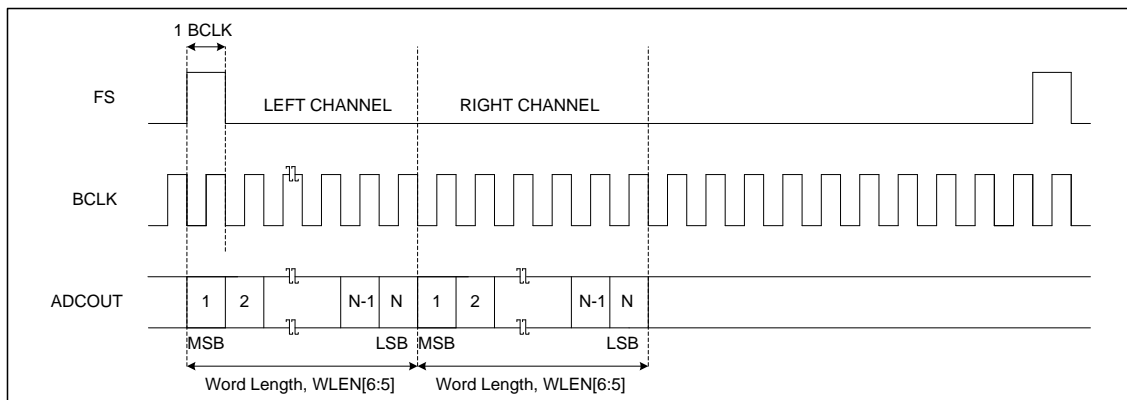 1 BCLK
FS
LEFT CHANNEL
RIGHT CHANNEL
BCLK
ADCOUT
1
2
N-1
N
1
2
N-1
N
MSB
LSB
MSB
LSB
Word Length, WLEN[6:5]
Word Length, WLEN[6:5]